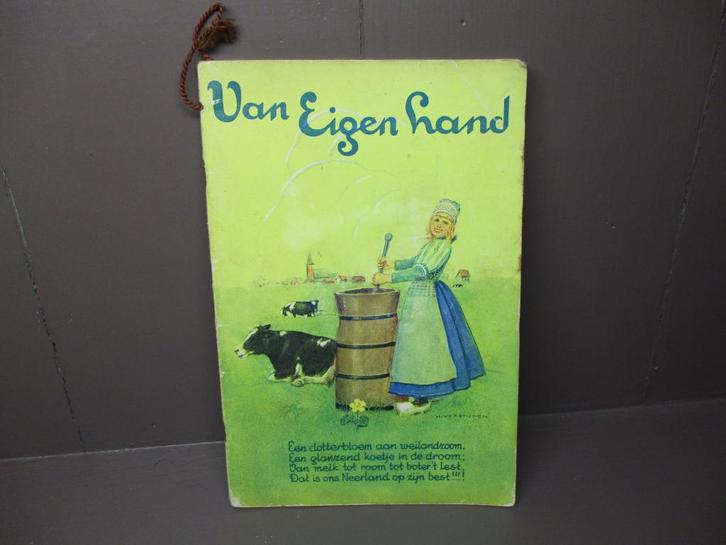 Van Eigen hand
H. VERSTIJNEN
Een dotterbloem aan weilandzoom,
Een glanzend koetje in de droom;
Van melk tot room tot boter 't lest
Dat is ons Neerland op zijn best!!!!